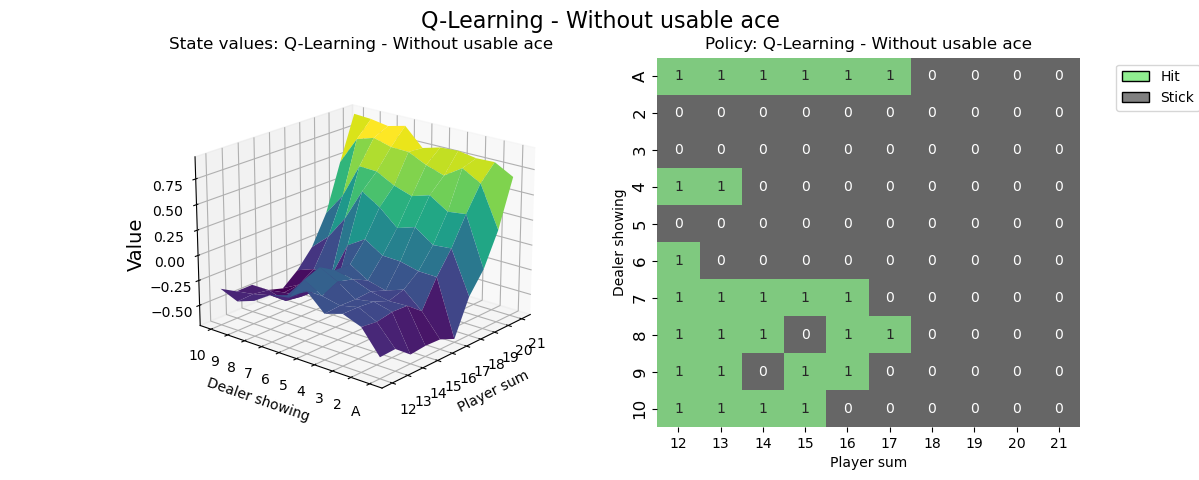 Q-Learning - Without usable ace
State values: Q-Learning - Without usable ace
Value
0.75
0.50
0.25
0.00
−0.25
−0.50
10 9 8 7 6 5 4 3 2 A
Dealer showing
12 13 14 15 16 17 18 19 20 21
Player sum
Policy: Q-Learning - Without usable ace
Dealer showing
A 1 1 1 1 1 1 0 0 0 0
2 0 0 0 0 0 0 0 0 0 0
3 0 0 0 0 0 0 0 0 0 0
4 1 1 0 0 0 0 0 0 0 0
5 0 0 0 0 0 0 0 0 0 0
6 1 0 0 0 0 0 0 0 0 0
7 1 1 1 1 1 0 0 0 0 0
8 1 1 1 0 1 1 0 0 0 0
9 1 1 0 1 1 0 0 0 0 0
10 1 1 1 1 0 0 0 0 0 0
12 13 14 15 16 17 18 19 20 21
Player sum
Hit
Stick